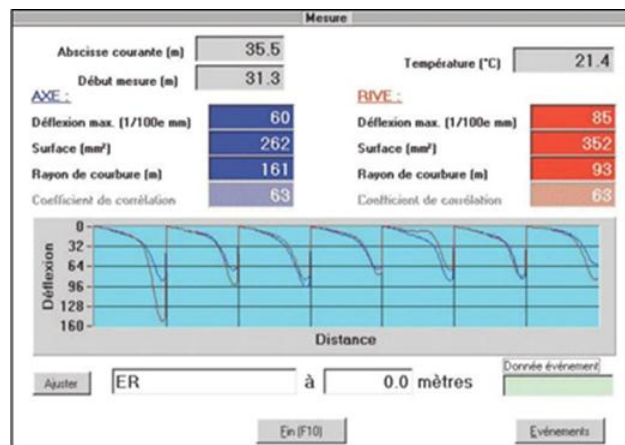 Mesure
Abscisse courante (m) 35.5
Température (°C) 21.4
Début mesure (m) 31.3
AXE :
RIVE :
Déflexion max. (1/100e mm) 60
Déflexion max. (1/100e mm) 85
Surface (mm²) 262
Surface (mm²) 352
Rayon de courbure (m) 161
Rayon de courbure (m) 93
Coefficient de corrélation 63
Coefficient de corrélation 63
0
32
64
96
128
160
Déflexion
Distance
Donnée événement
Ajuster ER à 0.0 mètres
Fin (F10)
Evénements